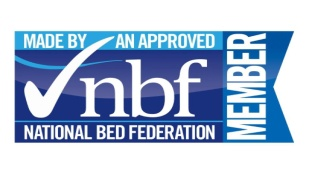 MADE BY AN APPROVED
nbf
NATIONAL BED FEDERATION
MEMBER